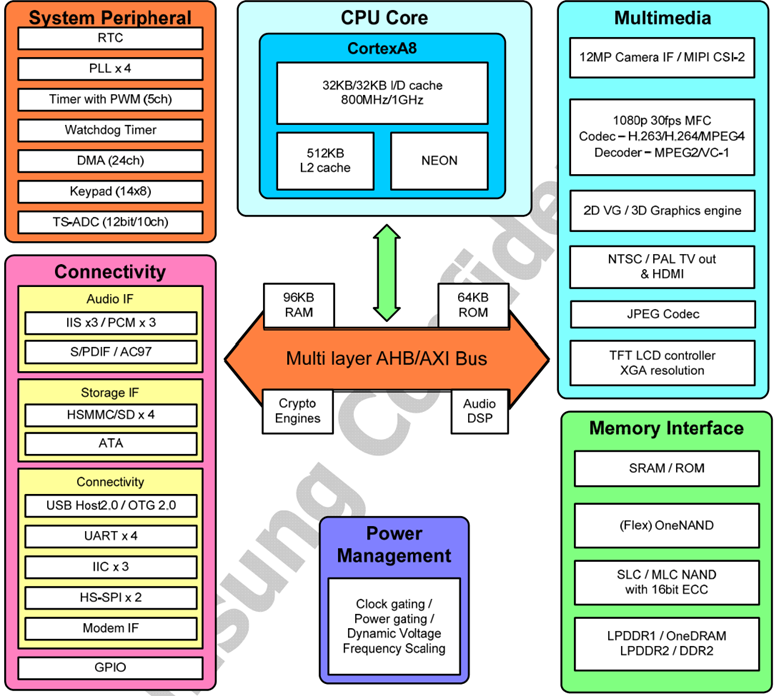 System Peripheral
RTC
PLL x 4
Timer with PWM (5ch)
Watchdog Timer
DMA (24ch)
Keypad (14x8)
TS-ADC (12bit/10ch)
CPU Core
CortexA8
32KB/32KB I/D cache
800MHz/1GHz
512KB
L2 cache
NEON
Multimedia
12MP Camera IF / MIPI CSI-2
1080p 30fps MFC
Codec – H.263/H.264/MPEG4
Decoder – MPEG2/VC-1
2D VG / 3D Graphics engine
NTSC / PAL TV out
& HDMI
JPEG Codec
TFT LCD controller
XGA resolution
Connectivity
Audio IF
IIS x3 / PCM x 3
S/PDIF / AC97
Storage IF
HSMMC/SD x 4
ATA
Connectivity
USB Host2.0 / OTG 2.0
UART x 4
IIC x 3
HS-SPI x 2
Modem IF
GPIO
96KB
RAM
64KB
ROM
Multi layer AHB/AXI Bus
Crypto
Engines
Audio
DSP
Power
Management
Clock gating /
Power gating /
Dynamic Voltage
Frequency Scaling
Memory Interface
SRAM / ROM
(Flex) OneNAND
SLC / MLC NAND
with 16bit ECC
LPDDR1 / OneDRAM
LPDDR2 / DDR2